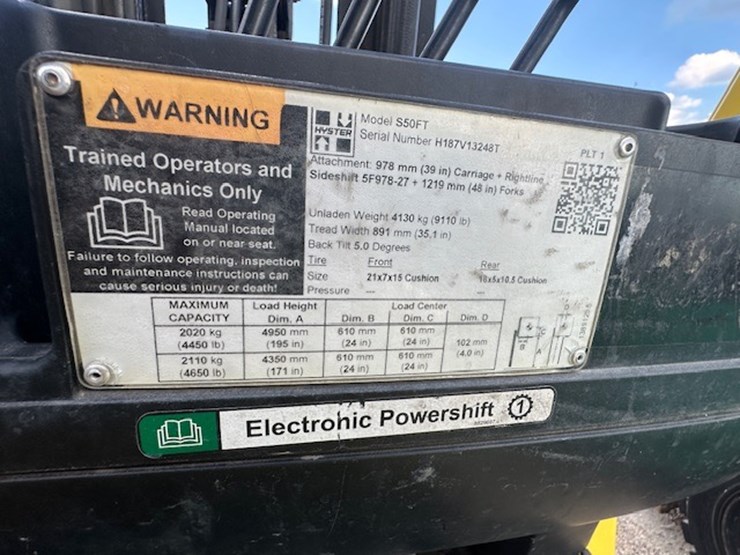 WARNING
Trained Operators and
Mechanics Only
Read Operating
Manual located
on or near seat.
Failure to follow operating, inspection
and maintenance instructions can
cause serious injury or death!
HYSTER
Model S50FT
Serial Number H187V13248T
PLT 1
Attachment: 978 mm (39 in) Carriage + Rightline
Sideshift 5F978-27 + 1219 mm (48 in) Forks
Unladen Weight 4130 kg (9110 lb)
Tread Width 891 mm (35.1 in)
Back Tilt 5.0 Degrees
Tire Front Rear
Size 21x7x15 Cushion 16x5x10.5 Cushion
Pressure — —
MAXIMUM CAPACITY Load Height Dim. A Load Center
Dim. B Dim. C Dim. D
2020 kg 4950 mm 610 mm 610 mm 102 mm
(4450 lb) (195 in) (24 in) (24 in) (4.0 in)
2110 kg 4350 mm 610 mm 610 mm
(4650 lb) (171 in) (24 in) (24 in)
D
C
B
A
Electronic Powershift 1